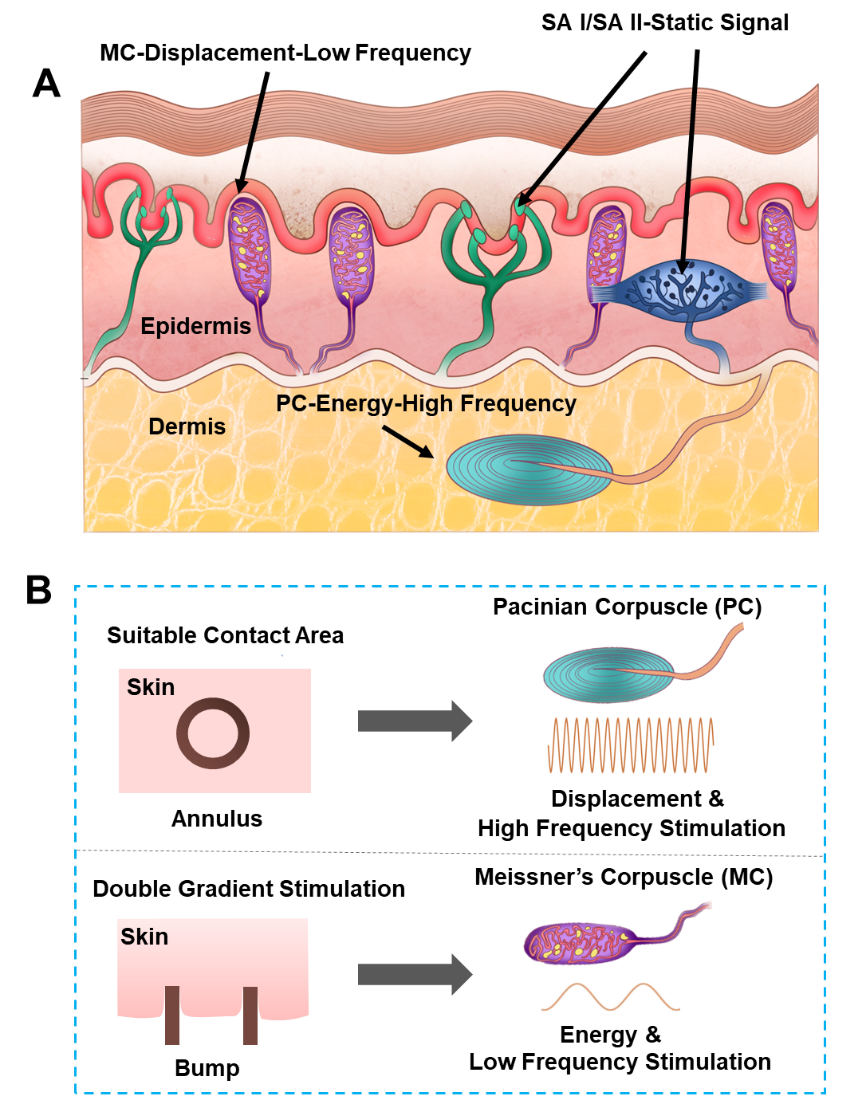 SA I/SA II-Static Signal
MC-Displacement-Low Frequency
A
Epidermis
PC-Energy-High Frequency
Dermis
B
Pacinian Corpuscle (PC)
Suitable Contact Area
Skin
Annulus
Displacement &
High Frequency Stimulation
Double Gradient Stimulation
Meissner's Corpuscle (MC)
Skin
Bump
Energy &
Low Frequency Stimulation